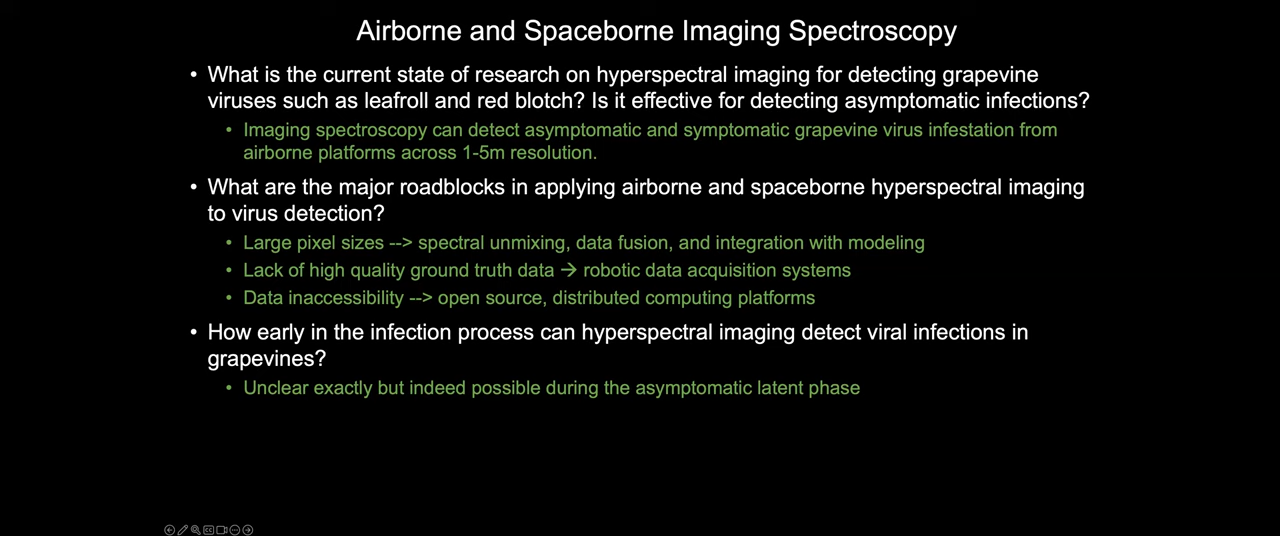 Airborne and Spaceborne Imaging Spectroscopy
• What is the current state of research on hyperspectral imaging for detecting grapevine
viruses such as leafroll and red blotch? Is it effective for detecting asymptomatic infections?
• Imaging spectroscopy can detect asymptomatic and symptomatic grapevine virus infestation from
airborne platforms across 1-5m resolution.
• What are the major roadblocks in applying airborne and spaceborne hyperspectral imaging
to virus detection?
• Large pixel sizes --> spectral unmixing, data fusion, and integration with modeling
• Lack of high quality ground truth data → robotic data acquisition systems
• Data inaccessibility --> open source, distributed computing platforms
• How early in the infection process can hyperspectral imaging detect viral infections in
grapevines?
• Unclear exactly but indeed possible during the asymptomatic latent phase